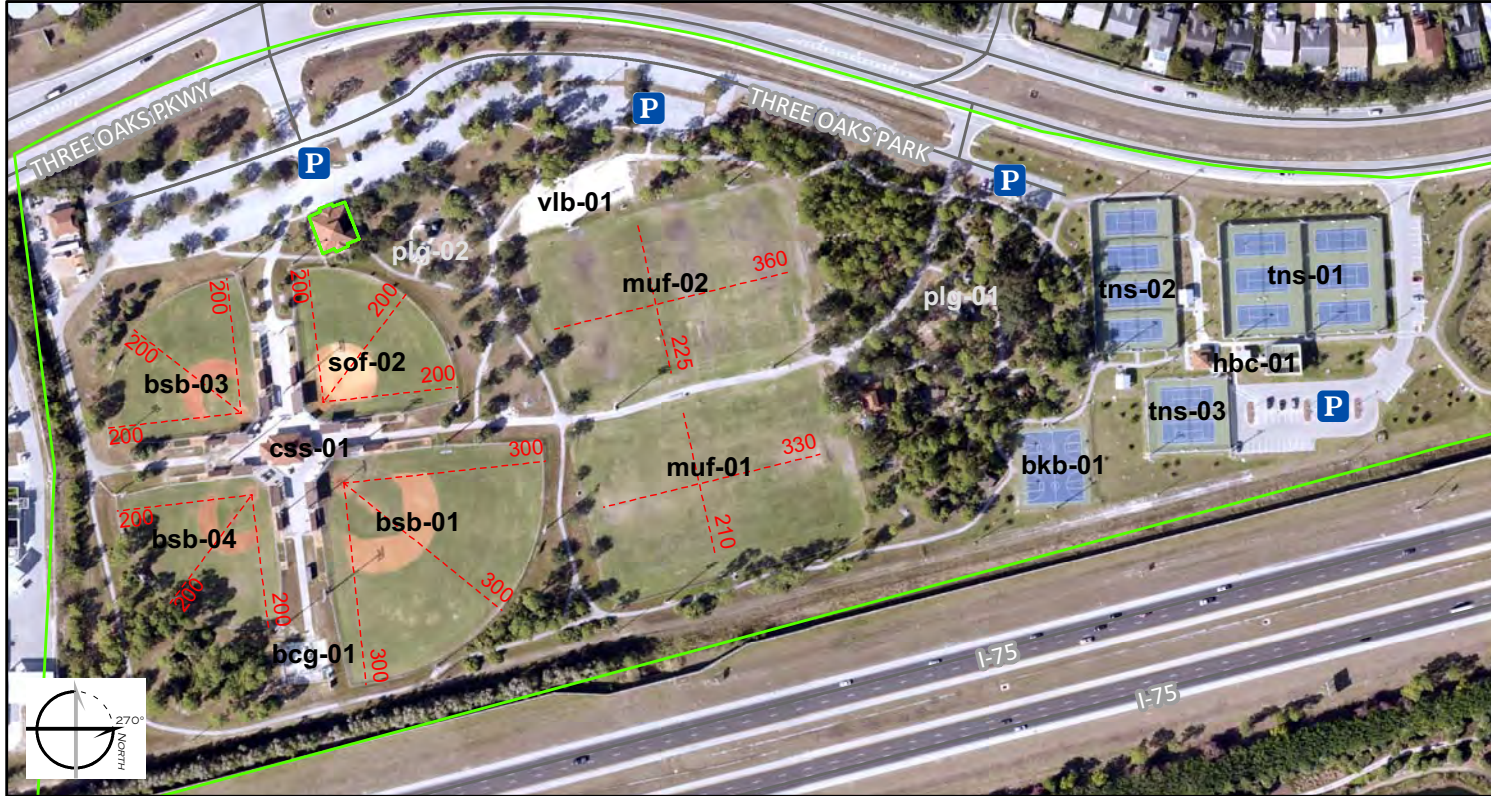 THREE OAKS PKWY
P
P
THREE OAKS PARK
P
vlb-01
plg-02
muf-02
360
225
plg-01
tns-02
tns-01
200
200
200
bsb-03
200
200
sof-02
200
hbc-01
tns-03
P
css-01
300
muf-01
330
210
bkb-01
200
bsb-04
200
200
bsb-01
300
300
bcg-01
I-75
I-75
270°
NORTH